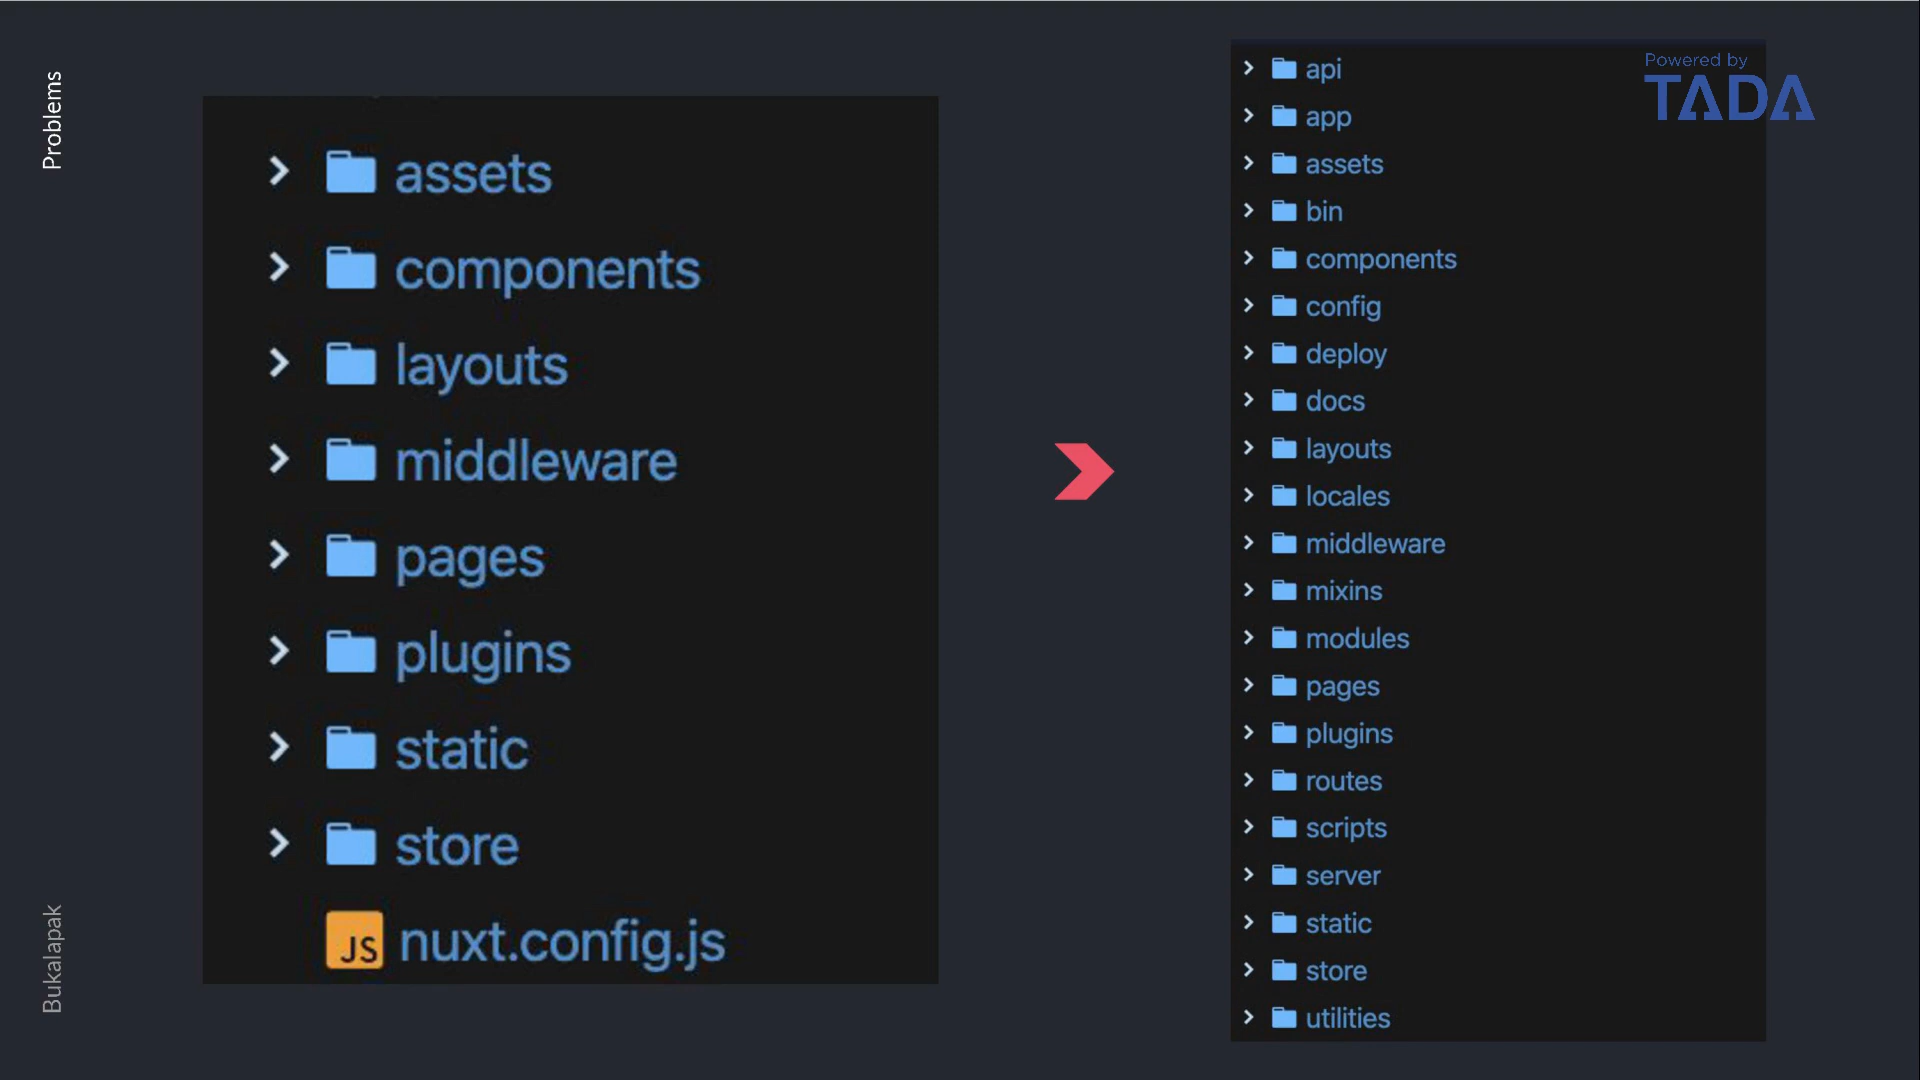 Problems
Bukalapak
assets
components
layouts
middleware
pages
plugins
static
store
JS nuxt.config.js
Powered by
TADA
api
app
assets
bin
components
config
deploy
docs
layouts
locales
middleware
mixins
modules
pages
plugins
routes
scripts
server
static
store
utilities